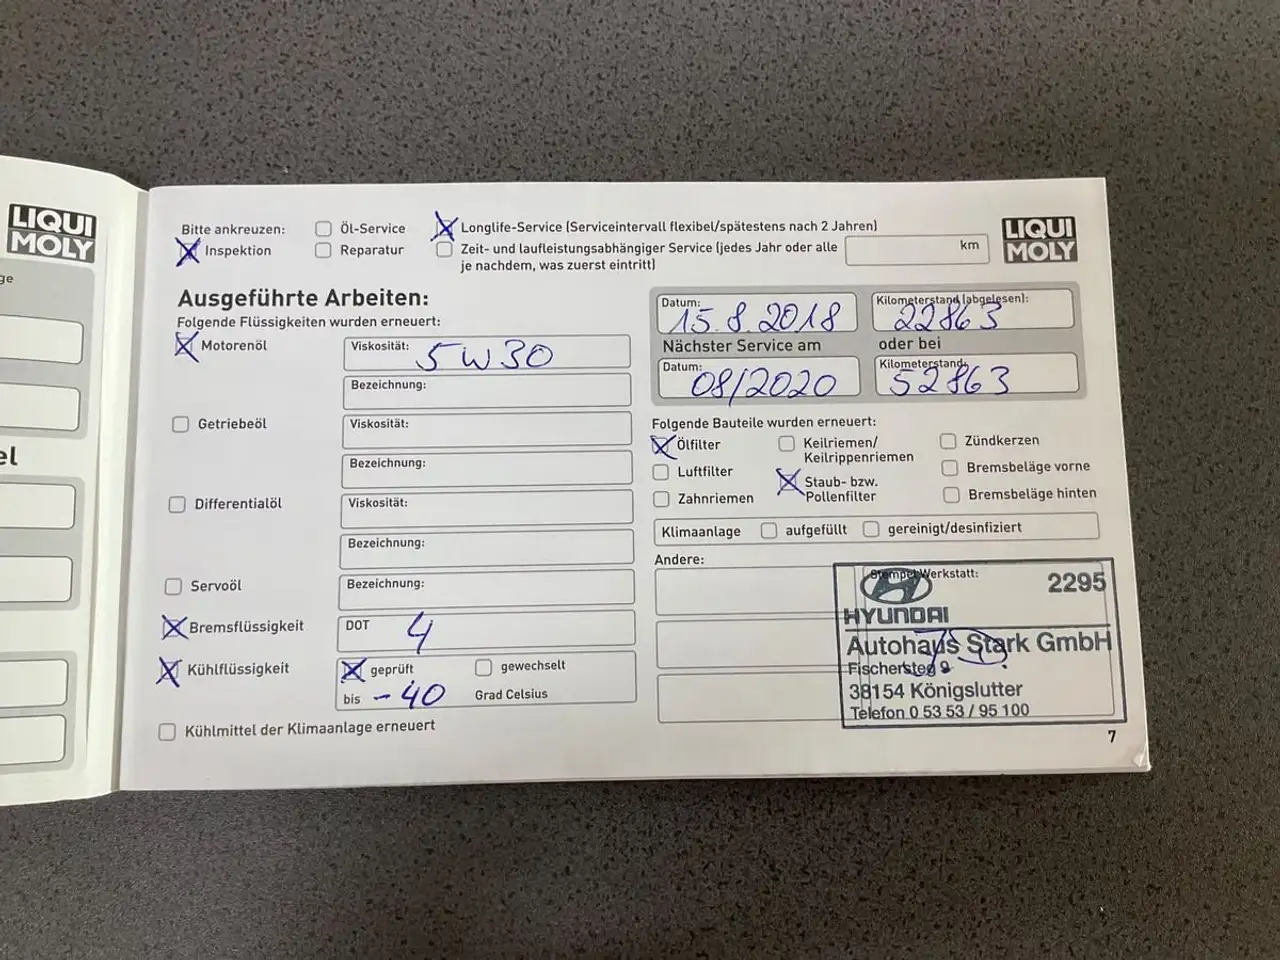 LIQUI
MOLY
ge
el
Bitte ankreuzen: Öl-Service Longlife-Service (Serviceintervall flexibel/spätestens nach 2 Jahren)
Inspektion Reparatur Zeit- und laufleistungsabhängiger Service (jedes Jahr oder alle km
je nachdem, was zuerst eintritt)
LIQUI
MOLY
Ausgeführte Arbeiten:
Folgende Flüssigkeiten wurden erneuert:
Motorenöl Viskosität: 5W30
Bezeichnung:
Getriebeöl Viskosität:
Bezeichnung:
Differentialöl Viskosität:
Bezeichnung:
Servoöl Bezeichnung:
Bremsflüssigkeit DOT 4
Kühlflüssigkeit geprüft gewechselt
bis -40 Grad Celsius
Kühlmittel der Klimaanlage erneuert
Datum: 15.8.2018 Kilometerstand (abgelesen): 22863
Nächster Service am oder bei
Datum: 08/2020 Kilometerstand: 52863
Folgende Bauteile wurden erneuert:
Ölfilter Keilriemen/ Zündkerzen
Keilrippenriemen
Luftfilter Staub- bzw. Bremsbeläge vorne
Zahnriemen Pollenfilter Bremsbeläge hinten
Klimaanlage aufgefüllt gereinigt/desinfiziert
Andere:
Stempel Werkstatt:
2295
HYUNDAI
Autohaus Stark GmbH
Fischersteg 9
38154 Königslutter
Telefon 0 53 53 / 95 100
7